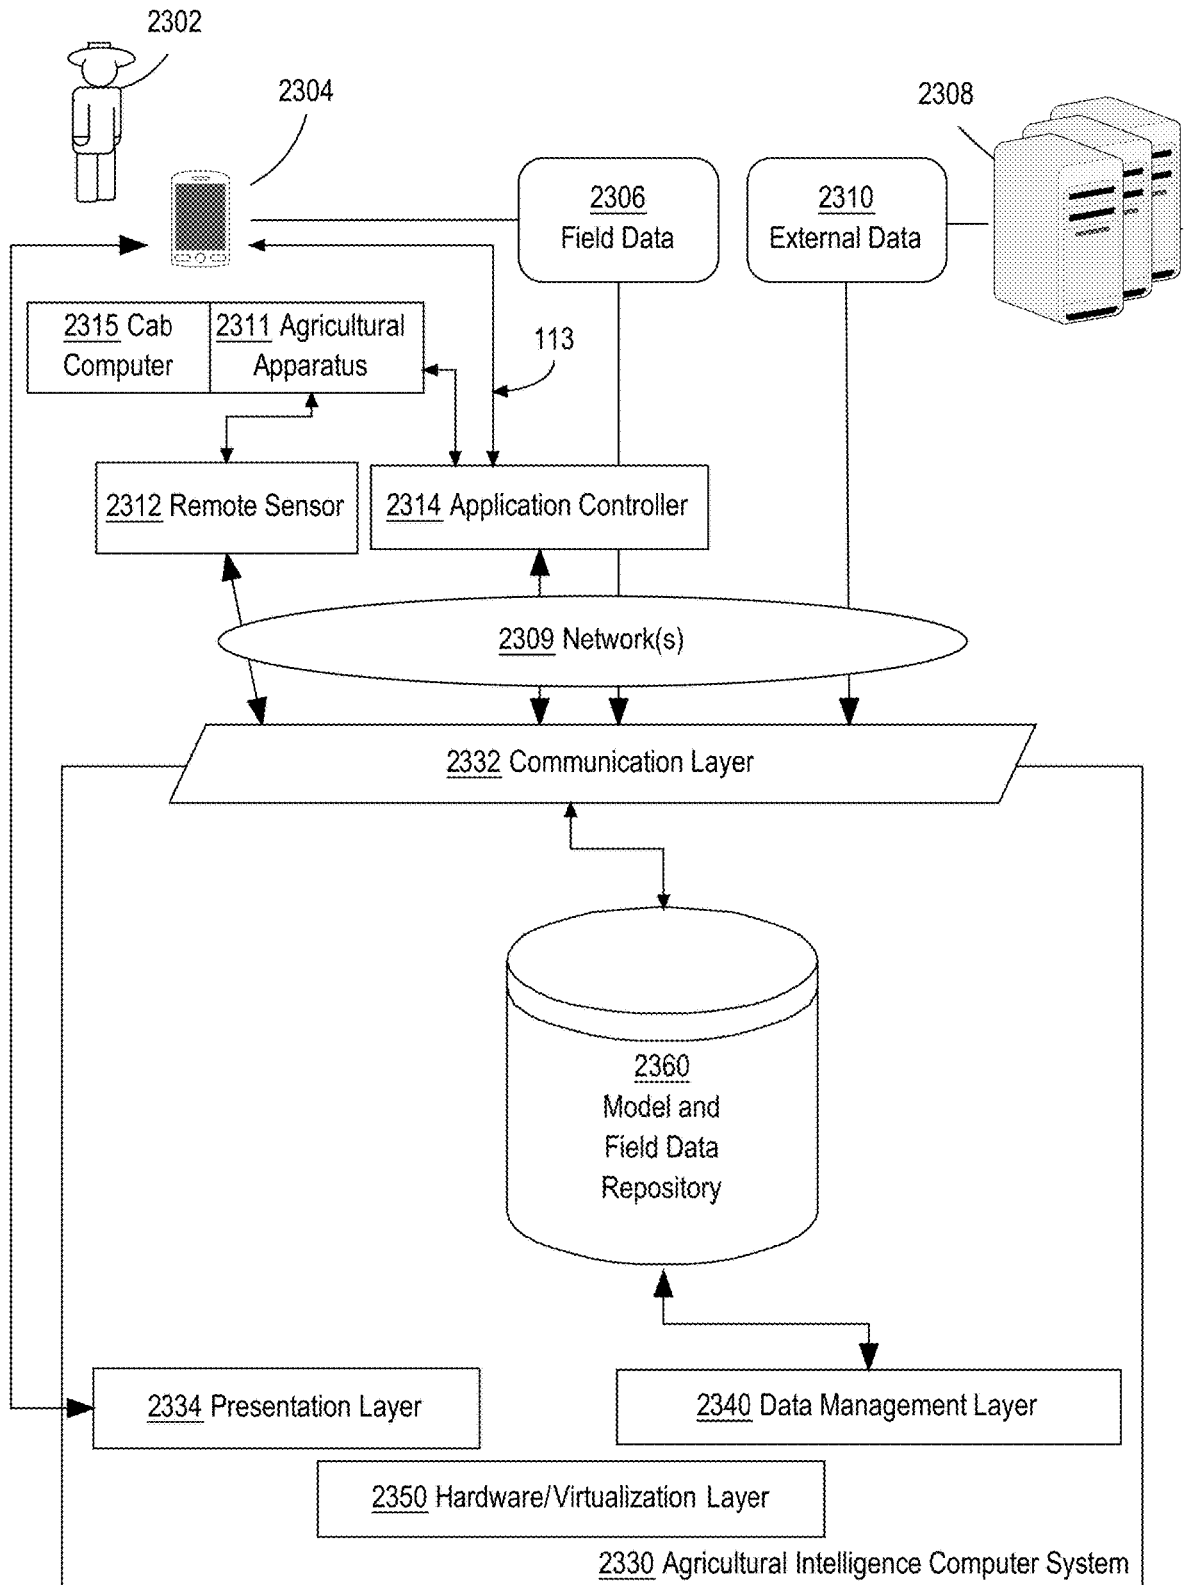 2302
2304
2308
2306
Field Data
2310
External Data
2315 Cab
Computer
2311 Agricultural
Apparatus
113
2312 Remote Sensor
2314 Application Controller
2309 Network(s)
2332 Communication Layer
2360
Model and
Field Data
Repository
2334 Presentation Layer
2340 Data Management Layer
2350 Hardware/Virtualization Layer
2330 Agricultural Intelligence Computer System